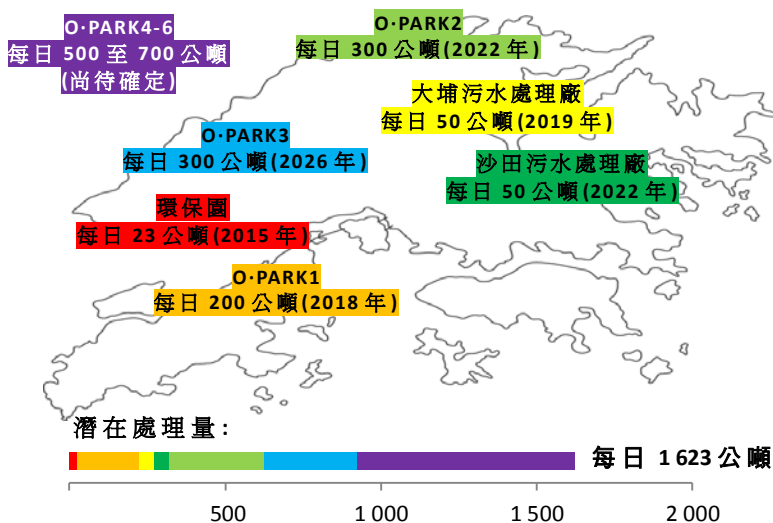 O·PARK4-6
每日 500 至 700 公噸
(尚待確定)
O·PARK2
每日 300 公噸(2022 年)
大埔污水處理廠
每日 50 公噸(2019 年)
O·PARK3
每日 300 公噸(2026 年)
沙田污水處理廠
每日 50 公噸(2022 年)
環保園
每日 23 公噸(2015 年)
O·PARK1
每日 200 公噸(2018 年)
潛在處理量:
每日 1 623 公噸
500 1 000 1 500 2 000